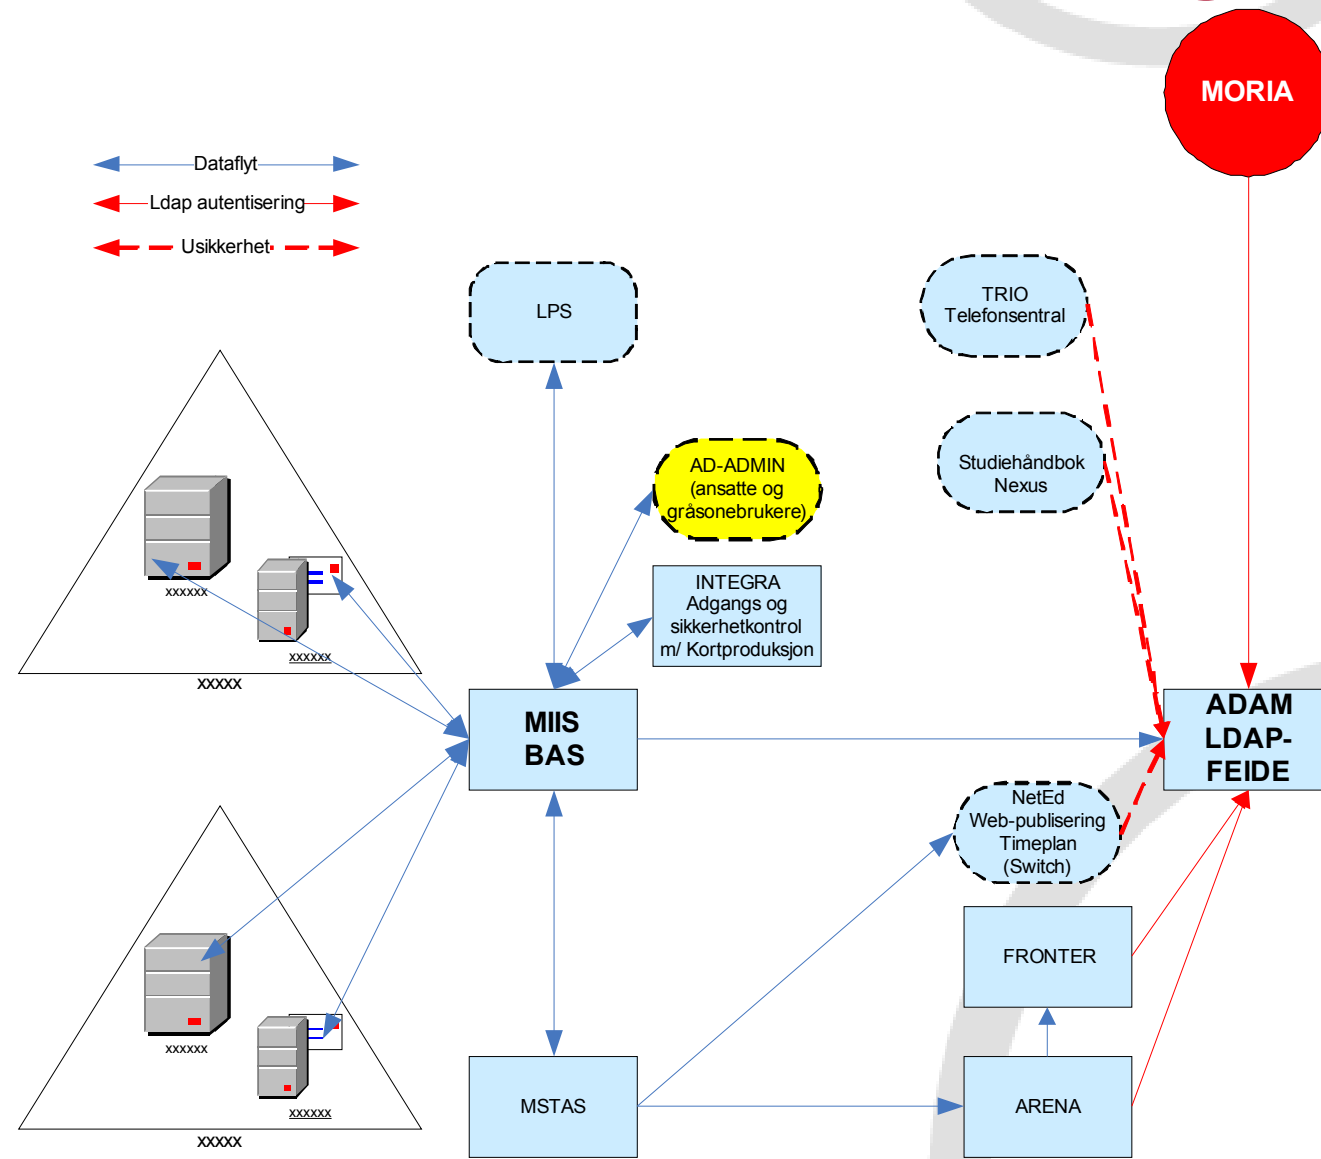 MORIA
Dataflyt
Ldap autentisering
Usikkerhet
LPS
TRIO
Telefonsentral
AD-ADMIN
(ansatte og
gråsonebrukere)
Studiehåndbok
Nexus
INTEGRA
Adgangs og
sikkerhetkontrol
m/ Kortproduksjon
xxxxxx
xxxxxx
xxxxx
MIIS
BAS
ADAM
LDAP-
FEIDE
NetEd
Web-publisering
Timeplan
(Switch)
FRONTER
xxxxxx
xxxxxx
xxxxx
MSTAS
ARENA